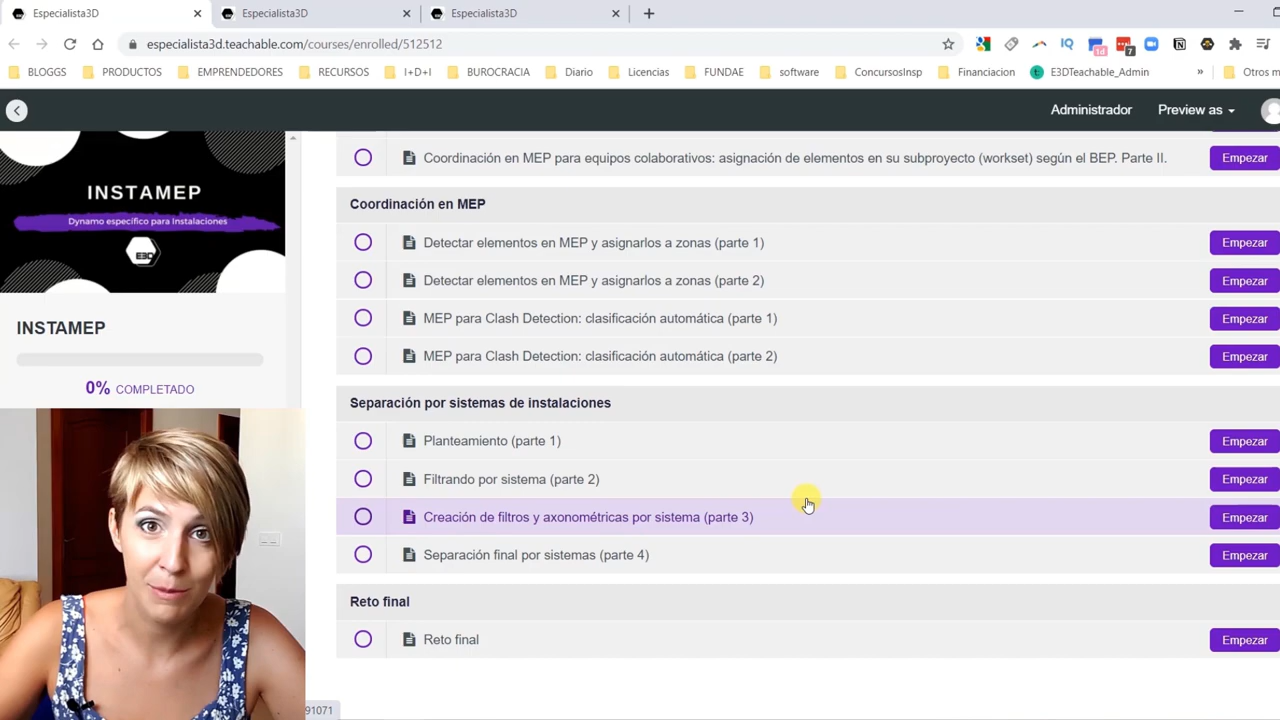 Especialista3D
Especialista3D
Especialista3D
especialista3d.teachable.com/courses/enrolled/512512
IQ
1d
7
BLOGGS
PRODUCTOS
EMPRENDEDORES
RECURSOS
I+D+I
BUROCRACIA
Diario
Licencias
FUNDAE
software
ConcursosInsp
Financiacion
t
E3DTeachable_Admin
»
Otros m
Administrador
Preview as
INSTAMEP
Dynamo específico para Instalaciones
E3D
INSTAMEP
0% COMPLETADO
Coordinación en MEP para equipos colaborativos: asignación de elementos en su subproyecto (workset) según el BEP. Parte II.
Empezar
Coordinación en MEP
Detectar elementos en MEP y asignarlos a zonas (parte 1)
Empezar
Detectar elementos en MEP y asignarlos a zonas (parte 2)
Empezar
MEP para Clash Detection: clasificación automática (parte 1)
Empezar
MEP para Clash Detection: clasificación automática (parte 2)
Empezar
Separación por sistemas de instalaciones
Planteamiento (parte 1)
Empezar
Filtrando por sistema (parte 2)
Empezar
Creación de filtros y axonométricas por sistema (parte 3)
Empezar
Separación final por sistemas (parte 4)
Empezar
Reto final
Reto final
Empezar
91071